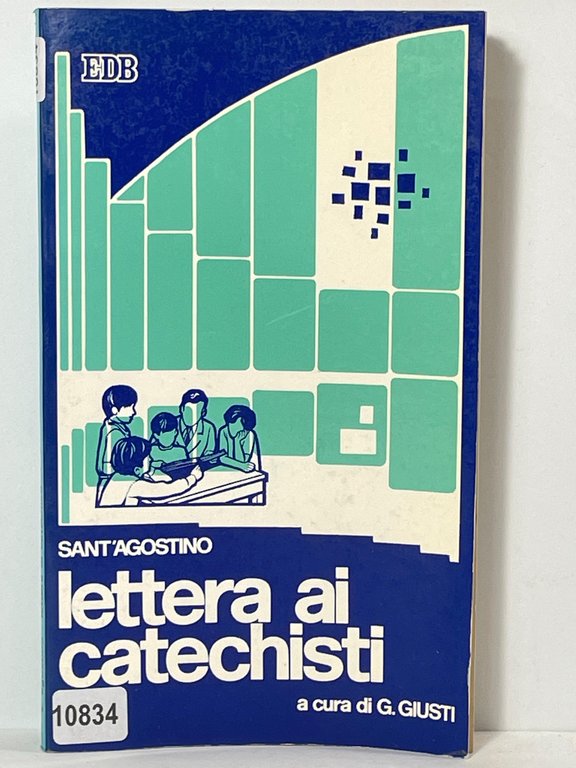 EDB
SANT'AGOSTINO
lettera ai
catechisti
a cura di G. GIUSTI
10834